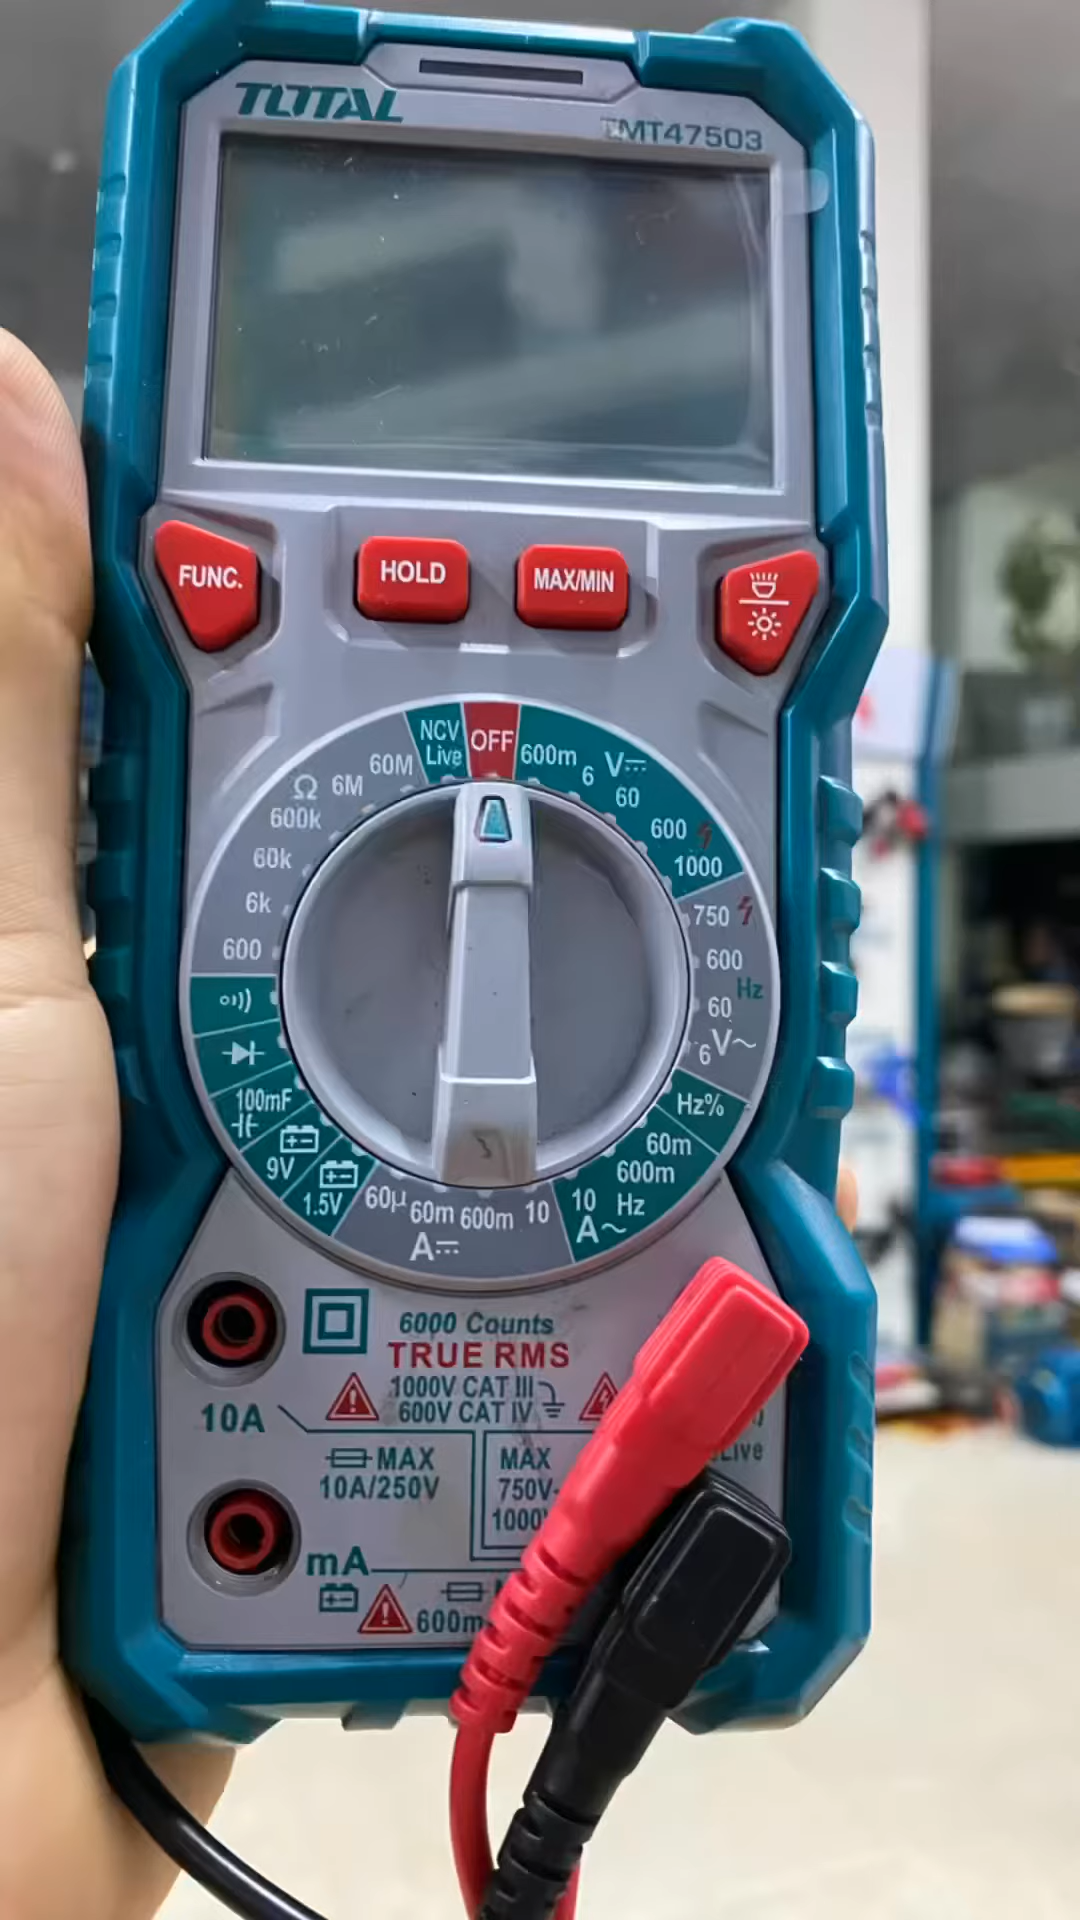 TOTAL
TMT47503
FUNC.
HOLD
MAX/MIN
NCV
Live
OFF
600m
6
V
60
600
1000
750
600
Hz
60
6
V~
Hz%
60m
600m
Hz
10
A~
10
600m
60m
60µ
A
1.5V
9V
100mF
600
6k
60k
600k
Ω
6M
60M
6000 Counts
TRUE RMS
1000V CAT III
600V CAT IV
10A
MAX
10A/250V
MAX
750V
1000
Live
mA
600m